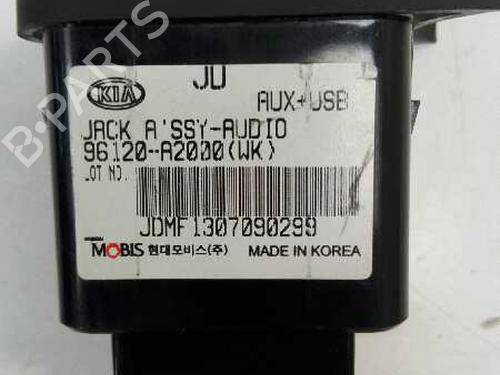 JD
KIA
AUX+USB
JACK A'SSY-AUDIO
96120-A2000(WK)
LOT NO.
JDMF1307090299
MOBIS 현대모비스(주) MADE IN KOREA
B-PARTS